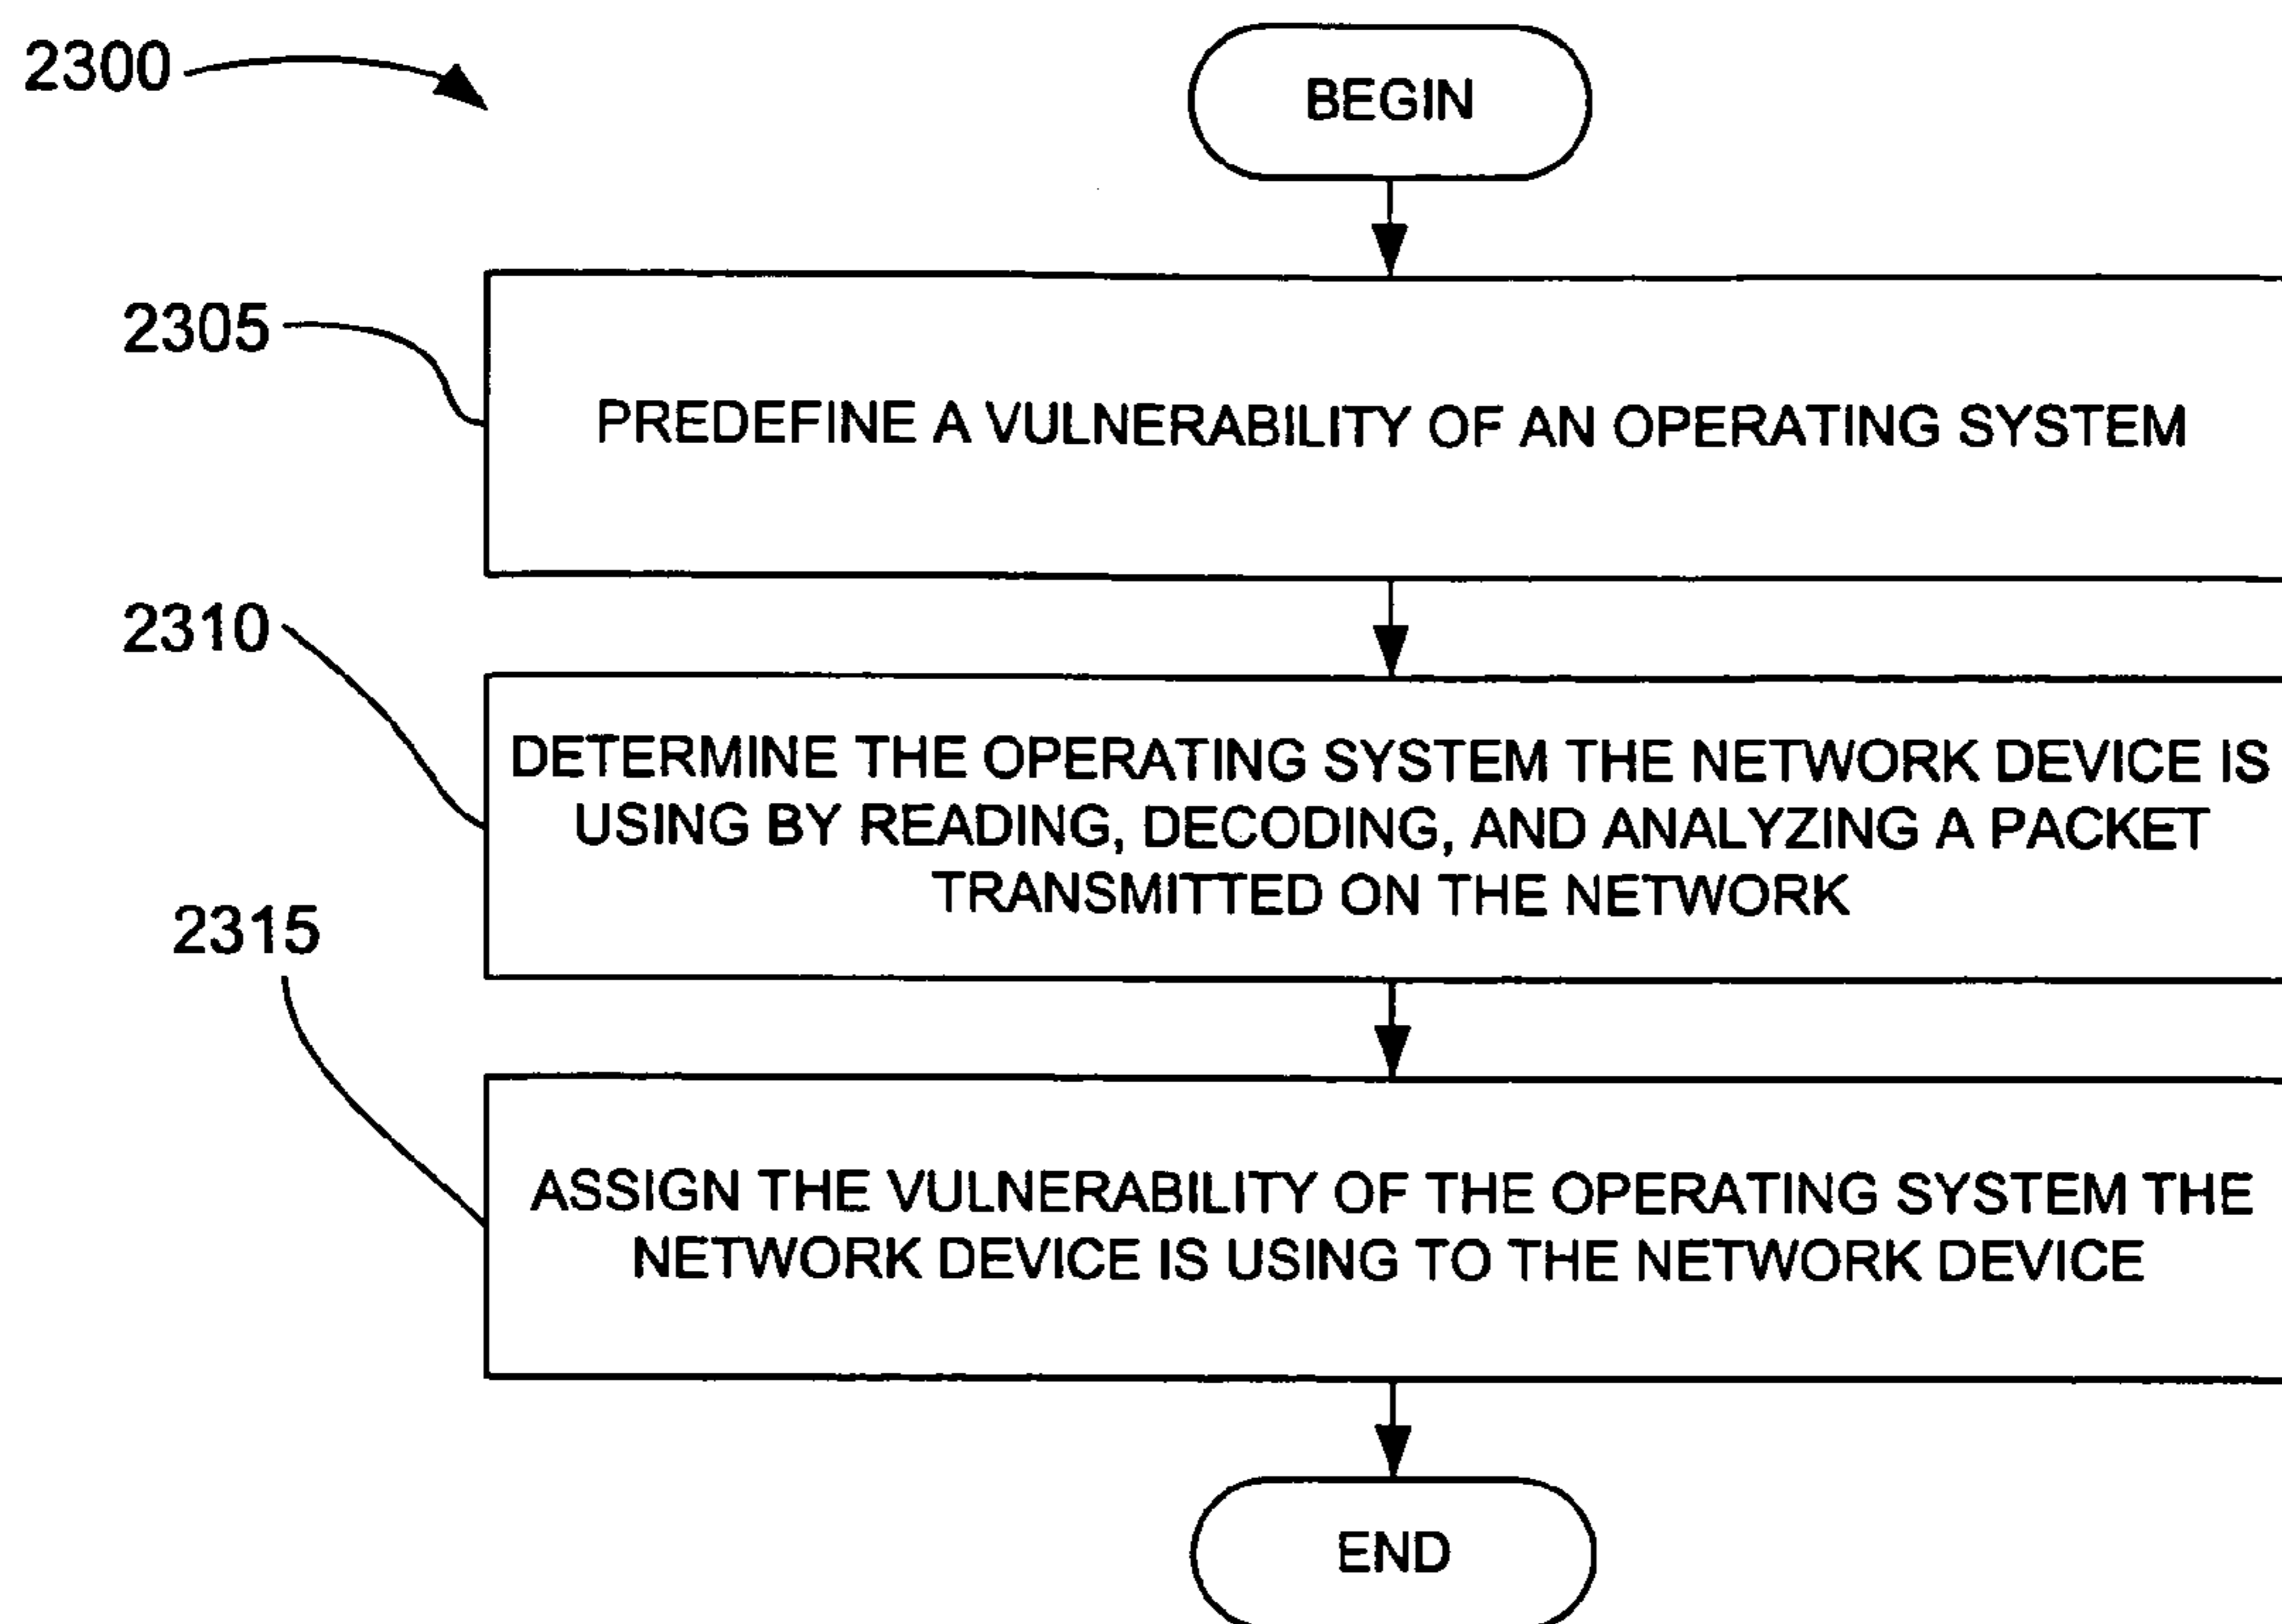 2300
BEGIN
2305
PREDEFINE A VULNERABILITY OF AN OPERATING SYSTEM
2310
DETERMINE THE OPERATING SYSTEM THE NETWORK DEVICE IS
USING BY READING, DECODING, AND ANALYZING A PACKET
TRANSMITTED ON THE NETWORK
2315
ASSIGN THE VULNERABILITY OF THE OPERATING SYSTEM THE
NETWORK DEVICE IS USING TO THE NETWORK DEVICE
END